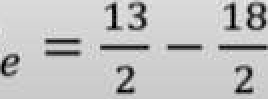 e = 13/2 − 18/2